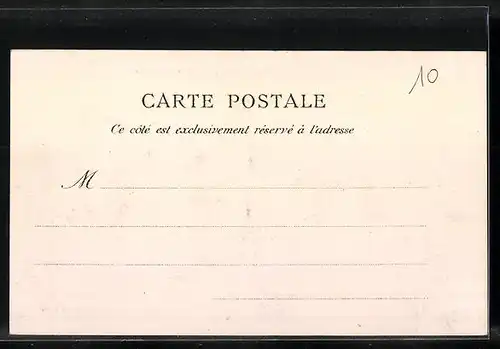 10
CARTE POSTALE
Ce côté est exclusivement réservé à l'adresse
M